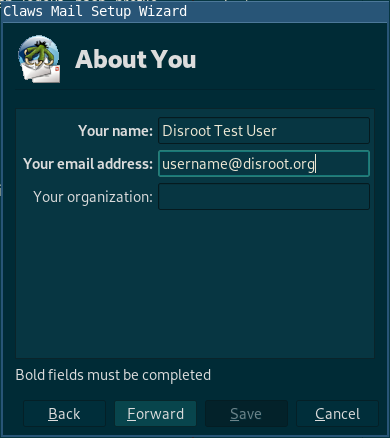 Claws Mail Setup Wizard
About You
Your name: Disroot Test User
Your email address: username@disroot.org
Your organization:
Bold fields must be completed
Back Forward Save Cancel